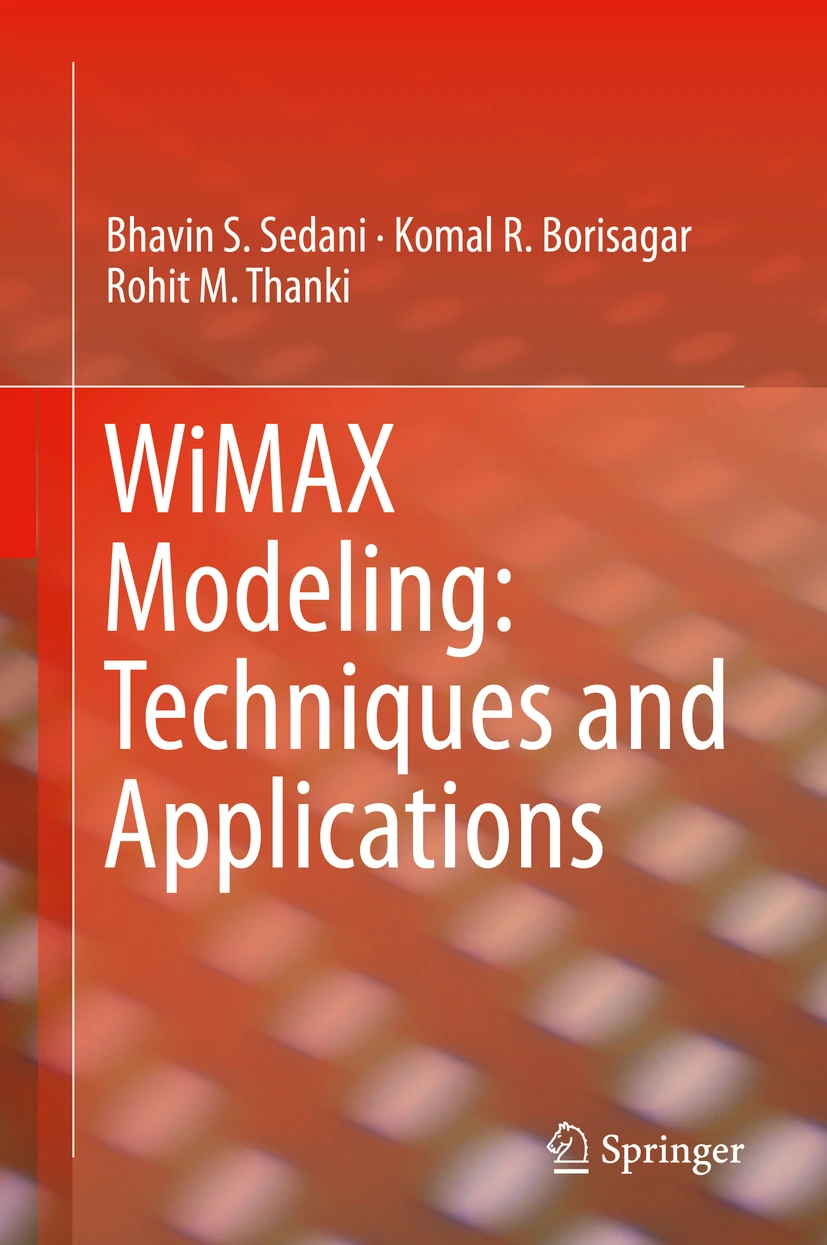 Bhavin S. Sedani · Komal R. Borisagar
Rohit M. Thanki
WiMAX
Modeling:
Techniques and
Applications
Springer